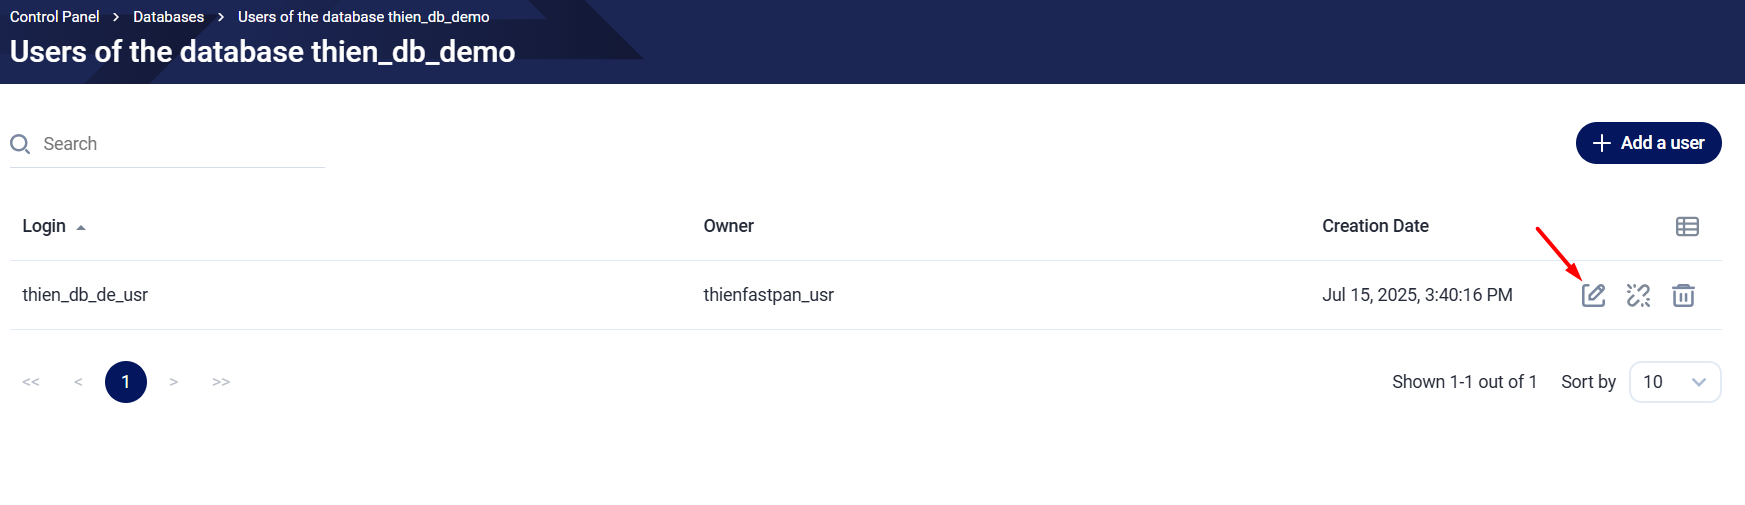 Control Panel > Databases > Users of the database thien_db_demo
Users of the database thien_db_demo
Search
+ Add a user
Login Owner Creation Date
thien_db_de_usr thienfastpan_usr Jul 15, 2025, 3:40:16 PM
<< < 1 > >> Shown 1-1 out of 1 Sort by 10